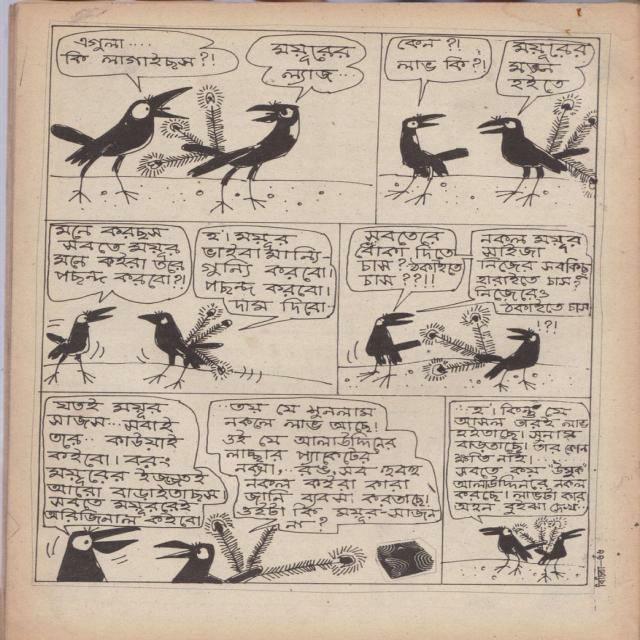 এগুলা....
কি লাগাইছস?!
ময়ূরের
ল্যাজ...
কেন ?!
লাভ কি?!
ময়ূরের
মতন
হইতে
মনে করছস
সবতে ময়ূর
মনে কইরা তরে
পছন্দ করবো?!
হ। ময়ূর
ভাইবা মান্যি-
গুন্যি করবো।
পছন্দ করবো।
দাম দিবো...
সবতেরে
ধোঁকা দিতে
চাস? ঠকাইতে
চাস ??!!
নকল ময়ূর
সাইজা
নিজের সবকিছু
হারাইতে চাস?
নিজেরেও
ঠকাইতে চাস
!?!
যতই ময়ূর
সাজস... সবাই
তরে.. কাউয়াই
কইবো। বরং
ময়ূরের ইজ্জতই
আরো বাড়াইতাছস
সবতে ময়ূররেই
অরিজিনাল কইবো
তয় যে শুনলাম
নকলে লাভ আছে!
ওই যে আলাউদ্দিনের
লাচ্ছার প্যাকেটের
নকশা, রঙ সব হুবহু
নকল কইরা কারা
জানি ব্যবসা করতাছে!
ওইটা কি ময়ূর-সাজন
না?
হ। কিন্তু যে
আসল তারই লাভ
হইতাছে। সুনাম
বাড়তাছে। তার কোন
ক্ষতি নাই।...
সবতে কয়
আলাউদ্দিনরে নকল
করছে। লাভটা কার
অহন বুইঝা দেখ..